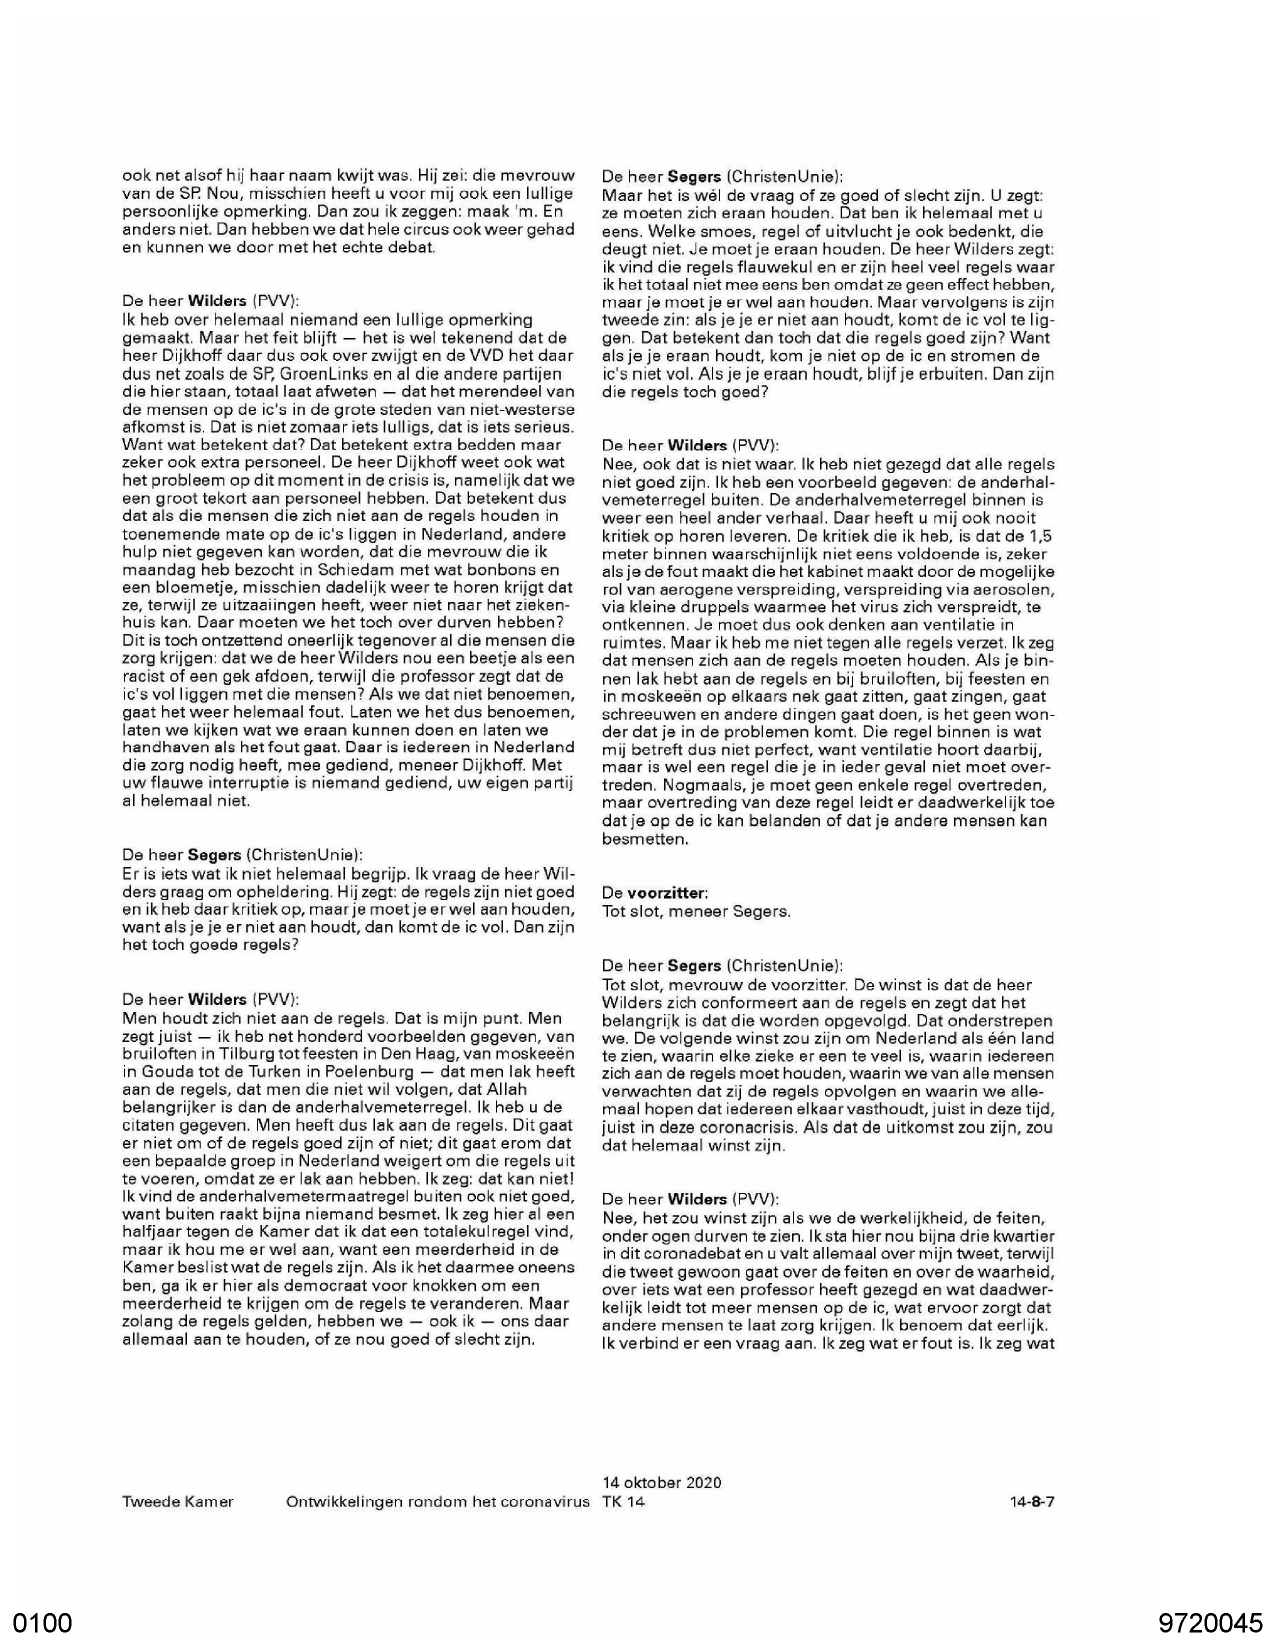 ook net alsof hij haar naam kwijt was. Hij zei: die mevrouw
van de SP. Nou, misschien heeft u voor mij ook een lullige
persoonlijke opmerking. Dan zou ik zeggen: maak 'm. En
anders niet. Dan hebben we dat hele circus ook weer gehad
en kunnen we door met het echte debat.
De heer Wilders (PVV):
Ik heb over helemaal niemand een lullige opmerking
gemaakt. Maar het feit blijft — het is wel tekenend dat de
heer Dijkhoff daar dus ook over zwijgt en de VVD het daar
dus net zoals de SP, GroenLinks en al die andere partijen
die hier staan, totaal laat afweten — dat het merendeel van
de mensen op de ic's in de grote steden van niet-westerse
afkomst is. Dat is niet zomaar iets lulligs, dat is iets serieus.
Want wat betekent dat? Dat betekent extra bedden maar
zeker ook extra personeel. De heer Dijkhoff weet ook wat
het probleem op dit moment in de crisis is, namelijk dat we
een groot tekort aan personeel hebben. Dat betekent dus
dat als die mensen die zich niet aan de regels houden in
toenemende mate op de ic's liggen in Nederland, andere
hulp niet gegeven kan worden, dat die mevrouw die ik
maandag heb bezocht in Schiedam met wat bonbons en
een bloemetje, misschien dadelijk weer te horen krijgt dat
ze, terwijl ze uitzaaiingen heeft, weer niet naar het zieken-
huis kan. Daar moeten we het toch over durven hebben?
Dit is toch ontzettend oneerlijk tegenover al die mensen die
zorg krijgen: dat we de heer Wilders nou een beetje als een
racist of een gek afdoen, terwijl die professor zegt dat de
ic's vol liggen met die mensen? Als we dat niet benoemen,
gaat het weer helemaal fout. Laten we het dus benoemen,
laten we kijken wat we eraan kunnen doen en laten we
handhaven als het fout gaat. Daar is iedereen in Nederland
die zorg nodig heeft, mee gediend, meneer Dijkhoff. Met
uw flauwe interruptie is niemand gediend, uw eigen partij
al helemaal niet.
De heer Segers (ChristenUnie):
Er is iets wat ik niet helemaal begrijp. Ik vraag de heer Wil-
ders graag om opheldering. Hij zegt: de regels zijn niet goed
en ik heb daar kritiek op, maar je moet je er wel aan houden,
want als je je er niet aan houdt, dan komt de ic vol. Dan zijn
het toch goede regels?
De heer Wilders (PVV):
Men houdt zich niet aan de regels. Dat is mijn punt. Men
zegt juist — ik heb net honderd voorbeelden gegeven, van
bruiloften in Tilburg tot feesten in Den Haag, van moskeeën
in Gouda tot de Turken in Poelenburg — dat men lak heeft
aan de regels, dat men die niet wil volgen, dat Allah
belangrijker is dan de anderhalvemeterregel. Ik heb u de
citaten gegeven. Men heeft dus lak aan de regels. Dit gaat
er niet om of de regels goed zijn of niet; dit gaat erom dat
een bepaalde groep in Nederland weigert om die regels uit
te voeren, omdat ze er lak aan hebben. Ik zeg: dat kan niet!
Ik vind de anderhalvemetermaatregel buiten ook niet goed,
want buiten raakt bijna niemand besmet. Ik zeg hier al een
halfjaar tegen de Kamer dat ik dat een totale kulregel vind,
maar ik hou me er wel aan, want een meerderheid in de
Kamer beslist wat de regels zijn. Als ik het daarmee oneens
ben, ga ik er hier als democraat voor knokken om een
meerderheid te krijgen om de regels te veranderen. Maar
zolang de regels gelden, hebben we — ook ik — ons daar
allemaal aan te houden, of ze nou goed of slecht zijn.
De heer Segers (ChristenUnie):
Maar het is wél de vraag of ze goed of slecht zijn. U zegt:
ze moeten zich eraan houden. Dat ben ik helemaal met u
eens. Welke smoes, regel of uitvlucht je ook bedenkt, die
deugt niet. Je moet je eraan houden. De heer Wilders zegt:
ik vind die regels flauwekul en er zijn heel veel regels waar
ik het totaal niet mee eens ben omdat ze geen effect hebben,
maar je moet je er wel aan houden. Maar vervolgens is zijn
tweede zin: als je je er niet aan houdt, komt de ic vol te lig-
gen. Dat betekent dan toch dat die regels goed zijn? Want
als je je eraan houdt, kom je niet op de ic en stromen de
ic's niet vol. Als je je eraan houdt, blijf je erbuiten. Dan zijn
die regels toch goed?
De heer Wilders (PVV):
Nee, ook dat is niet waar. Ik heb niet gezegd dat alle regels
niet goed zijn. Ik heb een voorbeeld gegeven: de anderhal-
vemeterregel buiten. De anderhalvemeterregel binnen is
weer een heel ander verhaal. Daar heeft u mij ook nooit
kritiek op horen leveren. De kritiek die ik heb, is dat de 1,5
meter binnen waarschijnlijk niet eens voldoende is, zeker
als je de fout maakt die het kabinet maakt door de mogelijke
rol van aerogene verspreiding, verspreiding via aerosolen,
via kleine druppels waarmee het virus zich verspreidt, te
ontkennen. Je moet dus ook denken aan ventilatie in
ruimtes. Maar ik heb me niet tegen alle regels verzet. Ik zeg
dat mensen zich aan de regels moeten houden. Als je bin-
nen lak hebt aan de regels en bij bruiloften, bij feesten en
in moskeeën op elkaars nek gaat zitten, gaat zingen, gaat
schreeuwen en andere dingen gaat doen, is het geen won-
der dat je in de problemen komt. Die regel binnen is wat
mij betreft dus niet perfect, want ventilatie hoort daarbij,
maar is wel een regel die je in ieder geval niet moet over-
treden. Nogmaals, je moet geen enkele regel overtreden,
maar overtreding van deze regel leidt er daadwerkelijk toe
dat je op de ic kan belanden of dat je andere mensen kan
besmetten.
De voorzitter:
Tot slot, meneer Segers.
De heer Segers (ChristenUnie):
Tot slot, mevrouw de voorzitter. De winst is dat de heer
Wilders zich conformeert aan de regels en zegt dat het
belangrijk is dat die worden opgevolgd. Dat onderstrepen
we. De volgende winst zou zijn om Nederland als één land
te zien, waarin elke zieke er een te veel is, waarin iedereen
zich aan de regels moet houden, waarin we van alle mensen
verwachten dat zij de regels opvolgen en waarin we alle-
maal hopen dat iedereen elkaar vasthoudt, juist in deze tijd,
juist in deze coronacrisis. Als dat de uitkomst zou zijn, zou
dat helemaal winst zijn.
De heer Wilders (PVV):
Nee, het zou winst zijn als we de werkelijkheid, de feiten,
onder ogen durven te zien. Ik sta hier nou bijna drie kwartier
in dit coronadebat en u valt allemaal over mijn tweet, terwijl
die tweet gewoon gaat over de feiten en over de waarheid,
over iets wat een professor heeft gezegd en wat daadwer-
kelijk leidt tot meer mensen op de ic, wat ervoor zorgt dat
andere mensen te laat zorg krijgen. Ik benoem dat eerlijk.
Ik verbind er een vraag aan. Ik zeg wat er fout is. Ik zeg wat
14 oktober 2020
Tweede Kamer Ontwikkelingen rondom het coronavirus TK 14 14-8-7
0100 9720045